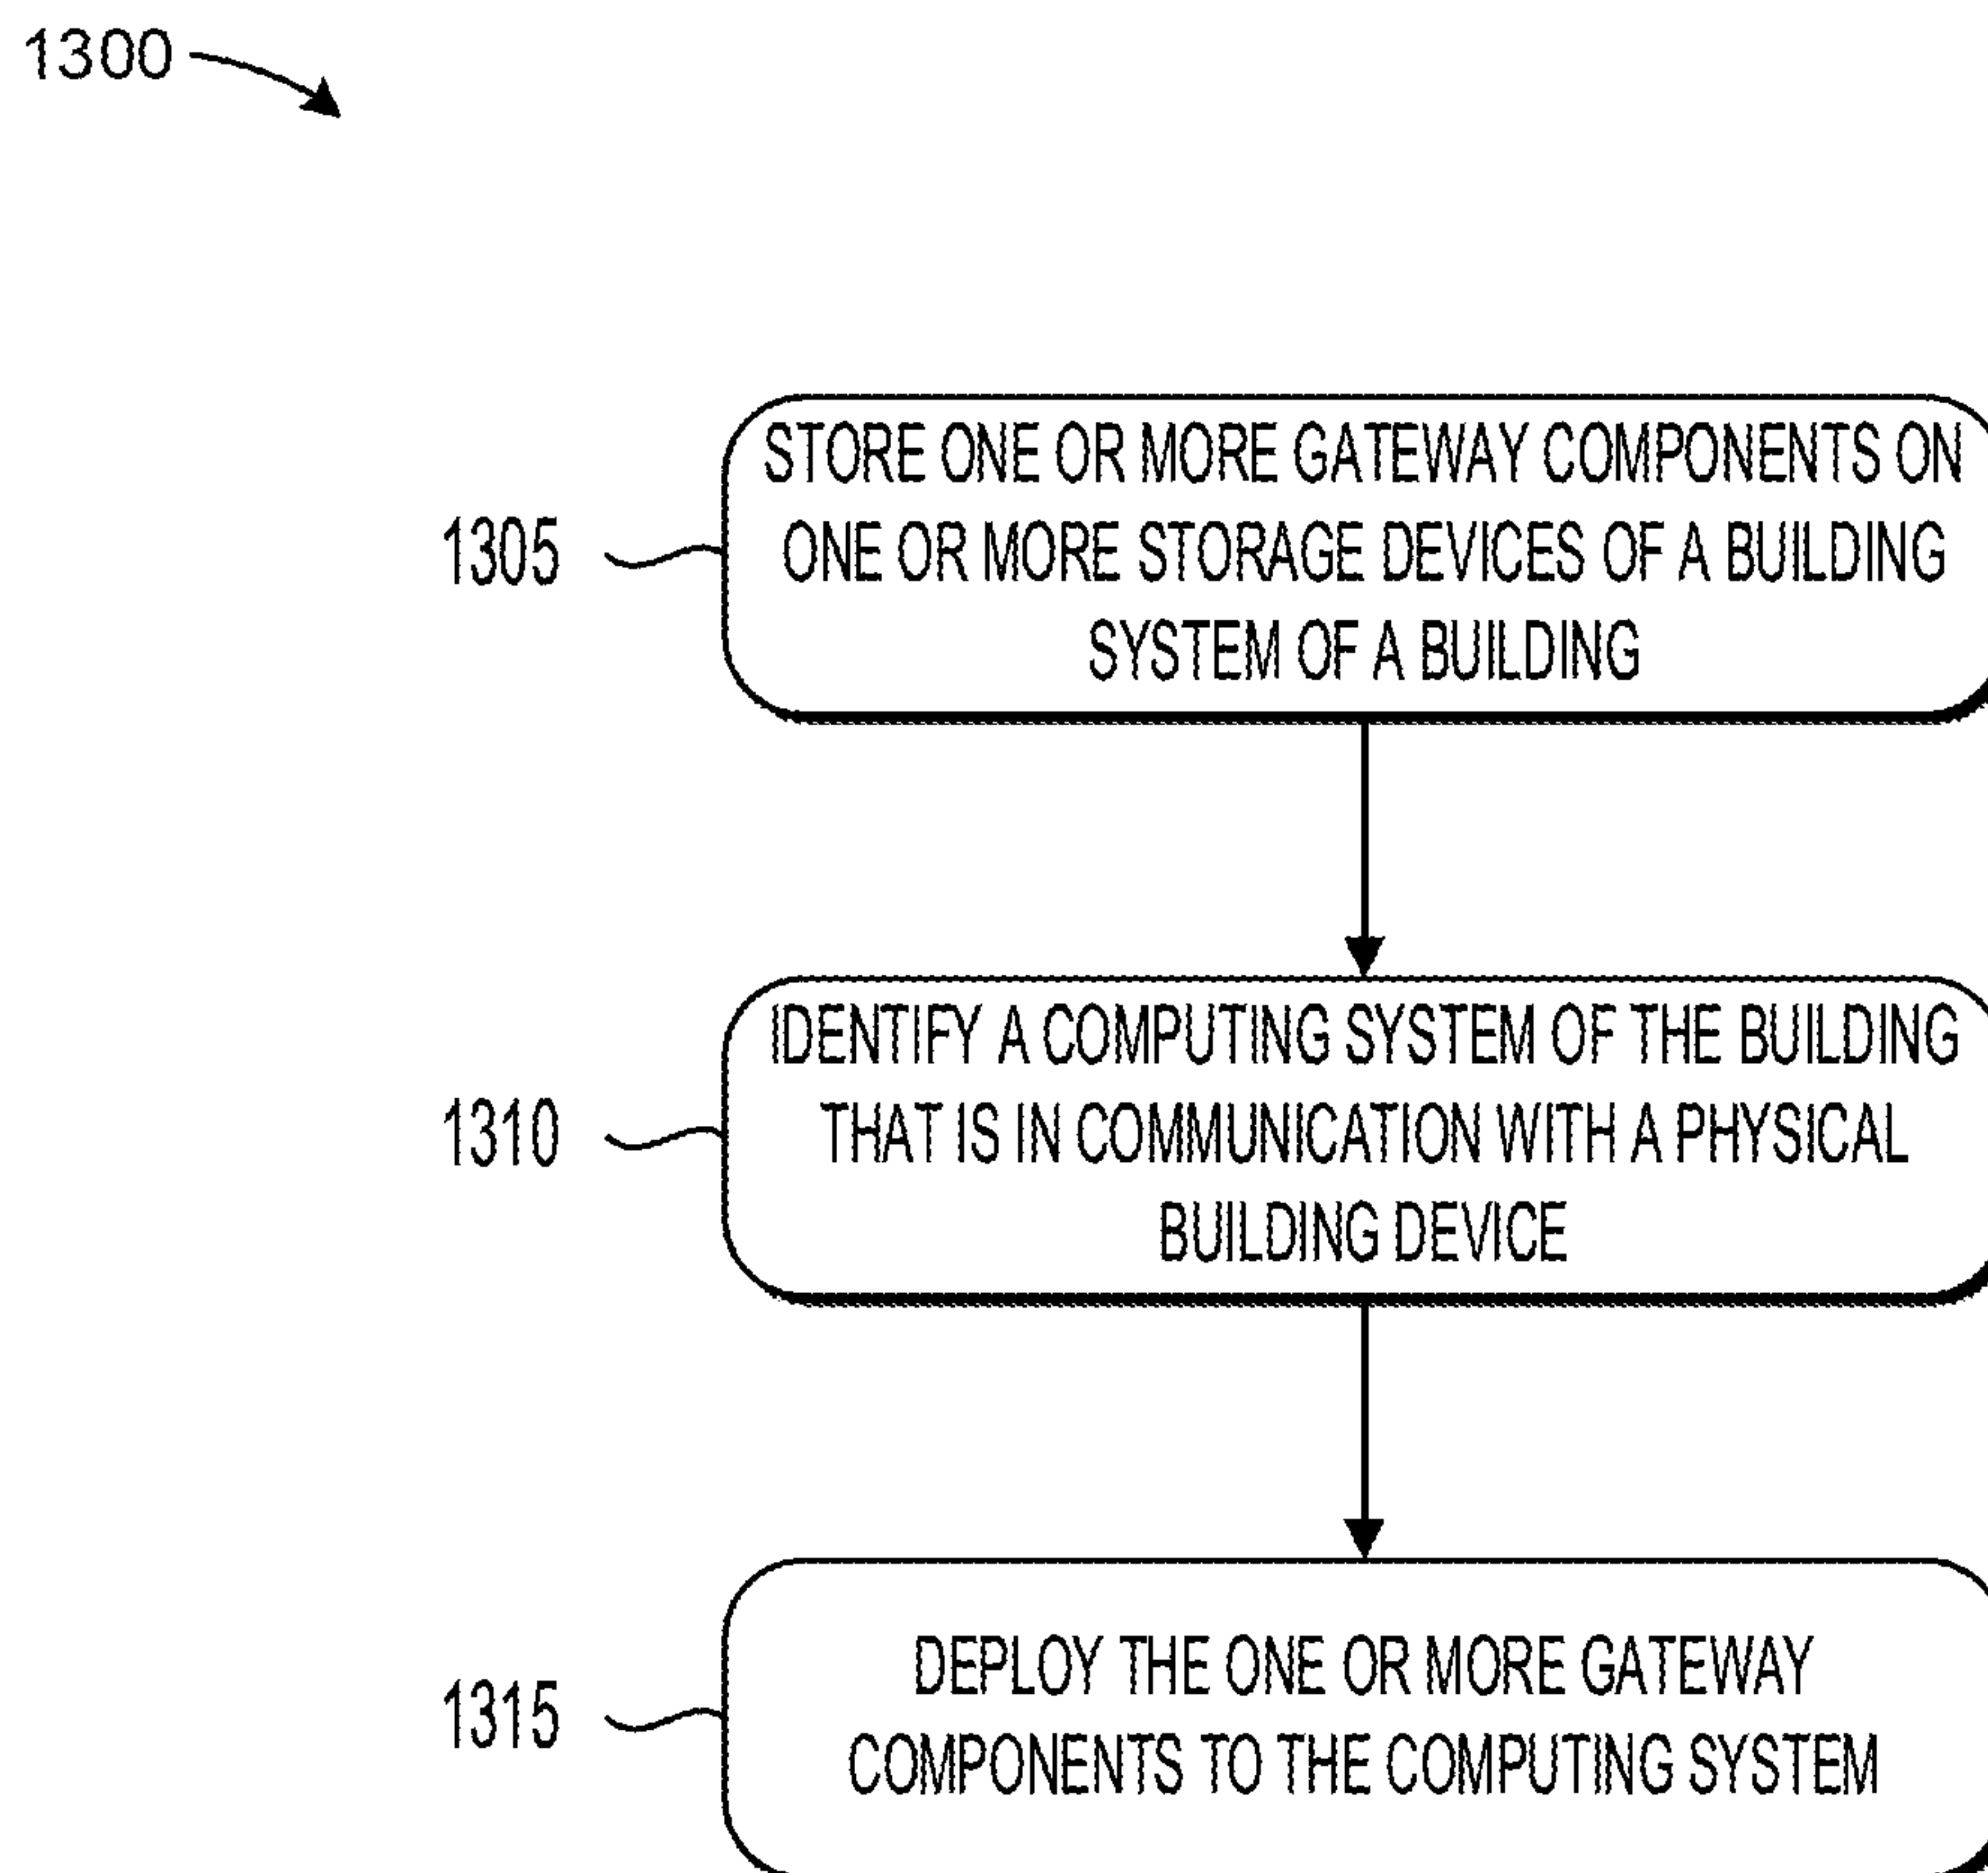 1300
STORE ONE OR MORE GATEWAY COMPONENTS ON
ONE OR MORE STORAGE DEVICES OF A BUILDING
SYSTEM OF A BUILDING
1305
IDENTIFY A COMPUTING SYSTEM OF THE BUILDING
THAT IS IN COMMUNICATION WITH A PHYSICAL
BUILDING DEVICE
1310
DEPLOY THE ONE OR MORE GATEWAY
COMPONENTS TO THE COMPUTING SYSTEM
1315